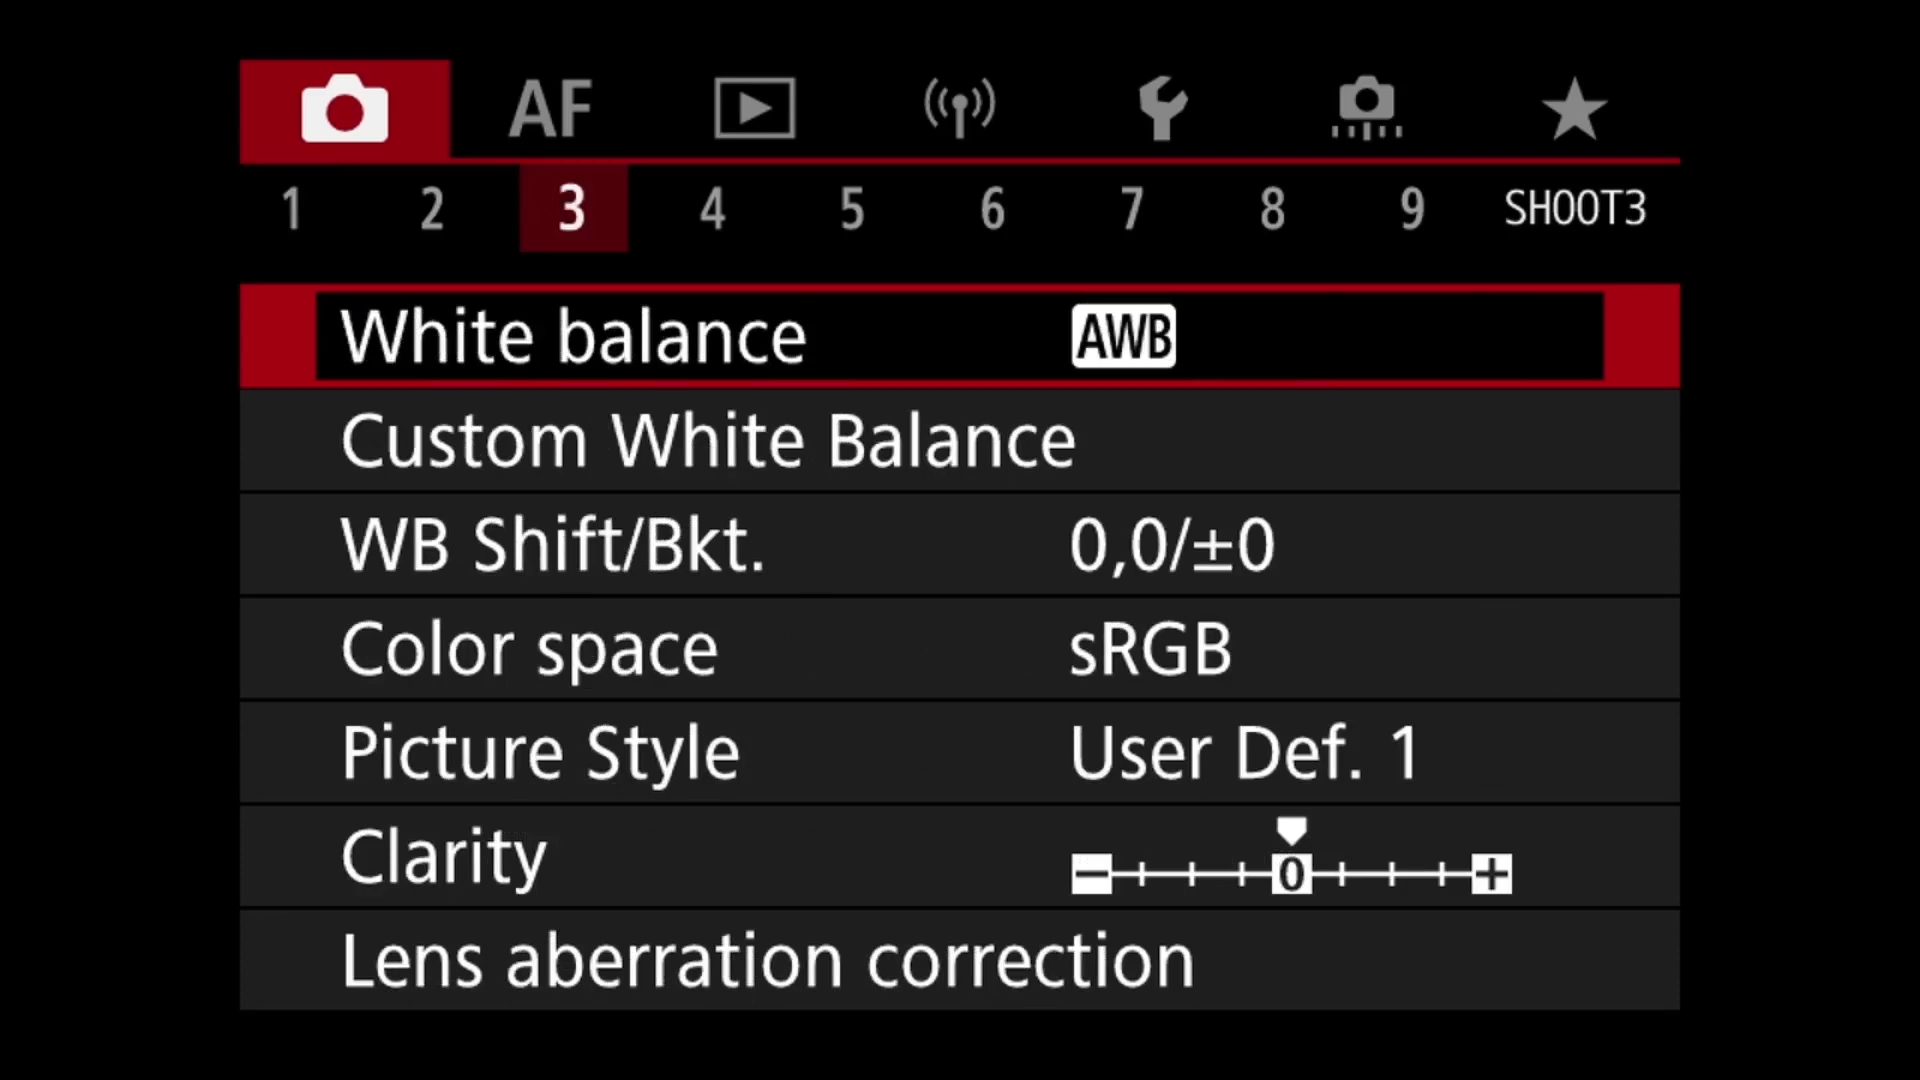 AF
1 2 3 4 5 6 7 8 9 SHOOT3
White balance AWB
Custom White Balance
WB Shift/Bkt. 0,0/±0
Color space sRGB
Picture Style User Def. 1
Clarity − 0 +
Lens aberration correction